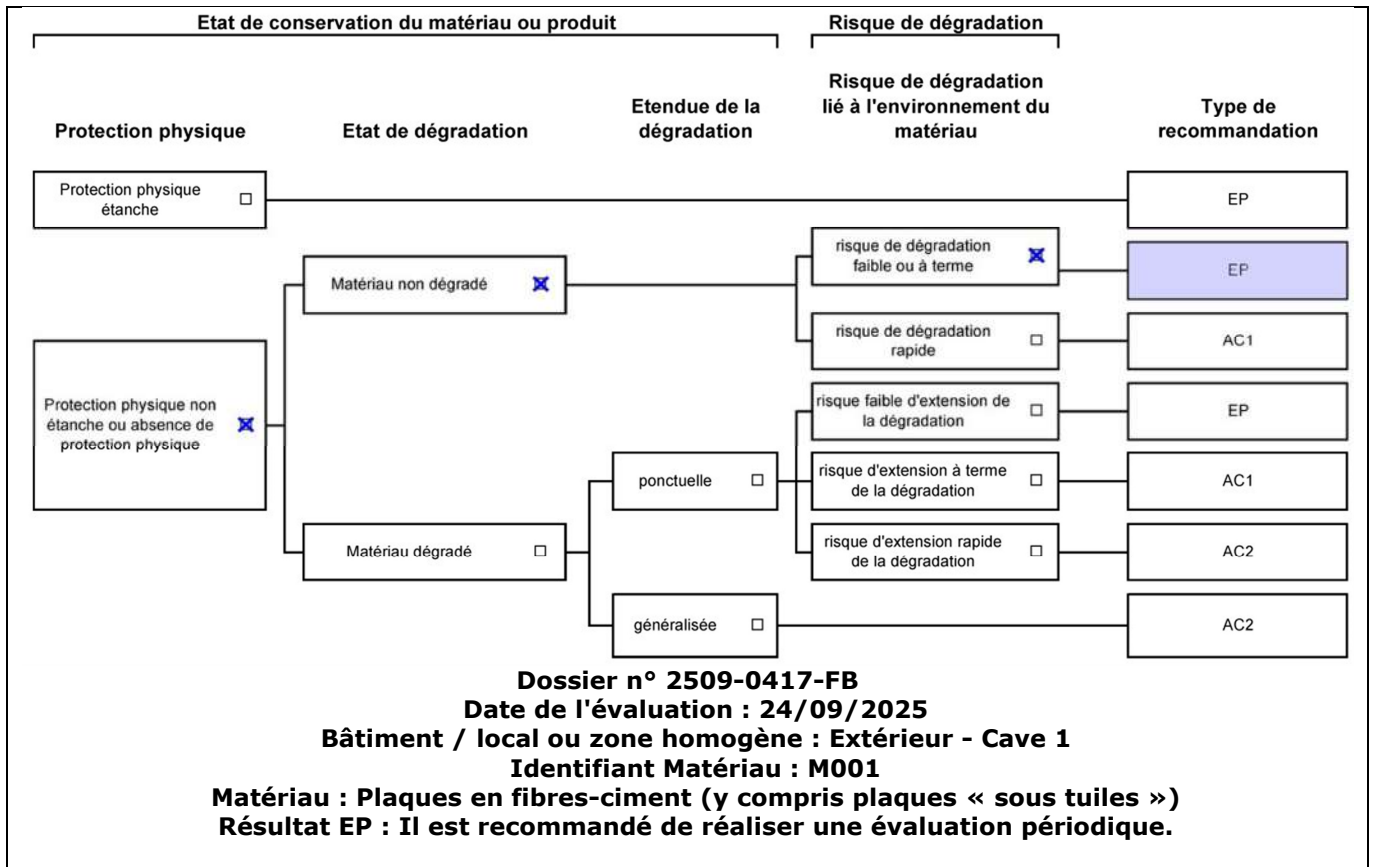 Etat de conservation du matériau ou produit
Risque de dégradation
Protection physique
Etat de dégradation
Etendue de la
dégradation
Risque de dégradation
lié à l'environnement du
matériau
Type de
recommandation
Protection physique
étanche
EP
Matériau non dégradé
risque de dégradation
faible ou à terme
EP
risque de dégradation
rapide
AC1
Protection physique non
étanche ou absence de
protection physique
risque faible d'extension de
la dégradation
EP
ponctuelle
risque d'extension à terme
de la dégradation
AC1
Matériau dégradé
risque d'extension rapide
de la dégradation
AC2
généralisée
AC2
Dossier n° 2509-0417-FB
Date de l'évaluation : 24/09/2025
Bâtiment / local ou zone homogène : Extérieur - Cave 1
Identifiant Matériau : M001
Matériau : Plaques en fibres-ciment (y compris plaques « sous tuiles »)
Résultat EP : Il est recommandé de réaliser une évaluation périodique.